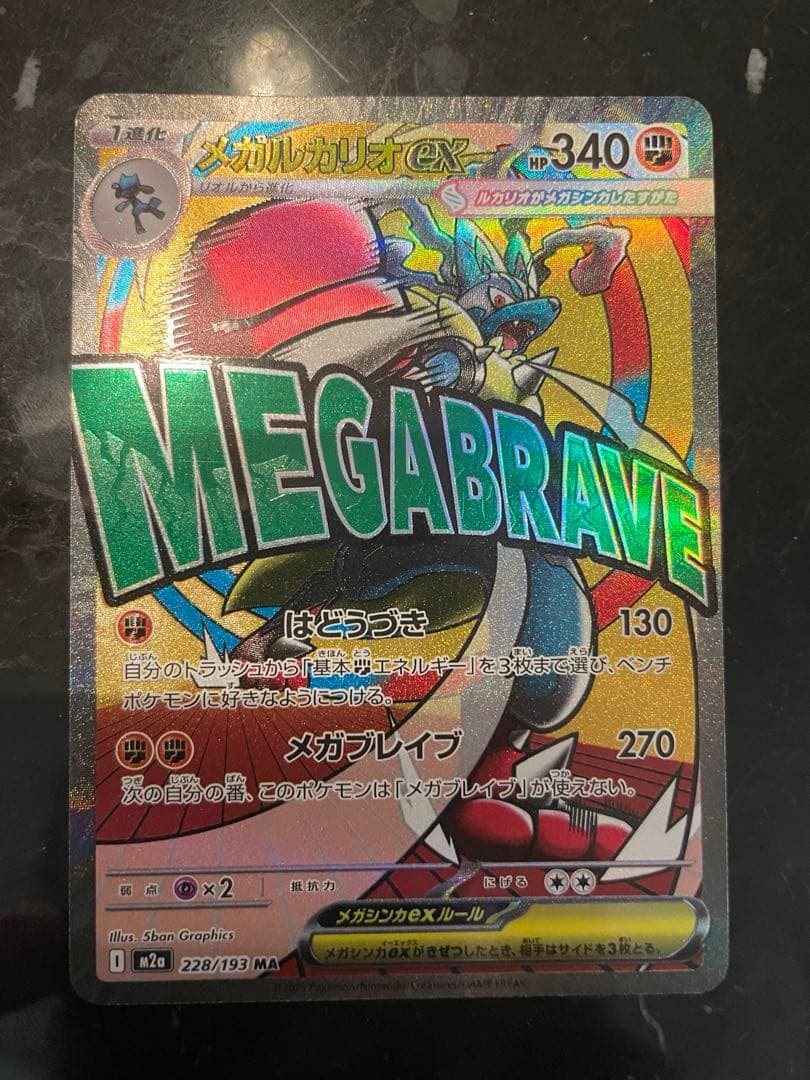 1進化
メガルカリオex
HP340
リオルから進化
ルカリオがメガシンカしたすがた
MEGABRAVE
はどうづき 130
自分のトラッシュから「基本エネルギー」を3枚まで選び、ベンチ
ポケモンに好きなようにつける。
メガブレイブ 270
次の自分の番、このポケモンは「メガブレイブ」が使えない。
弱点 ×2 抵抗力 にげる
メガシンカexルール
メガシンカexがきぜつしたとき、相手はサイドを3枚とる。
Illus. 5ban Graphics
I m2a 228/193 MA
©2025 Pokémon/Nintendo/Creatures/GAME FREAK